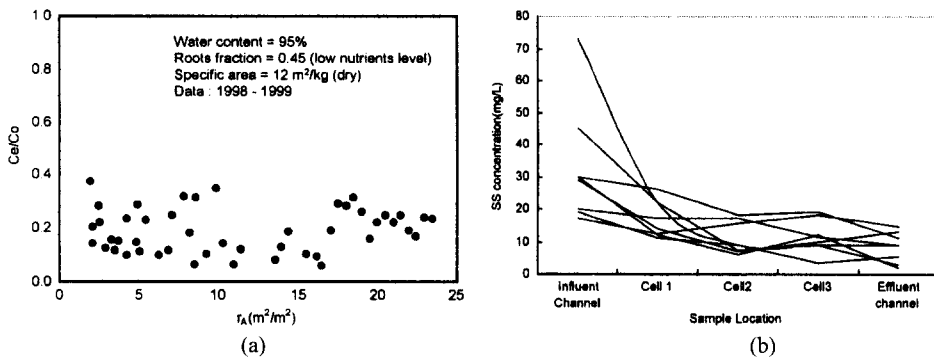 1.0
0.8
0.6
0.4
0.2
0.0
Ce/Co
Water content = 95%
Roots fraction = 0.45 (low nutrients level)
Specific area = 12 m²/kg (dry)
Data : 1998 - 1999
0 5 10 15 20 25
rA(m²/m²)
(a)
80
70
60
50
40
30
20
10
0
SS concentration(mg/L)
Influent Channel
Cell 1
Cell2
Cell3
Effluent channel
Sample Location
(b)